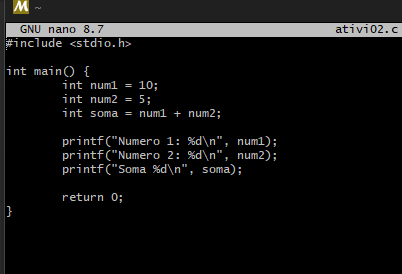 M ~
GNU nano 8.7 ativi02.c
#include <stdio.h>
int main() {
int num1 = 10;
int num2 = 5;
int soma = num1 + num2;
printf("Numero 1: %d\n", num1);
printf("Numero 2: %d\n", num2);
printf("Soma %d\n", soma);
return 0;
}